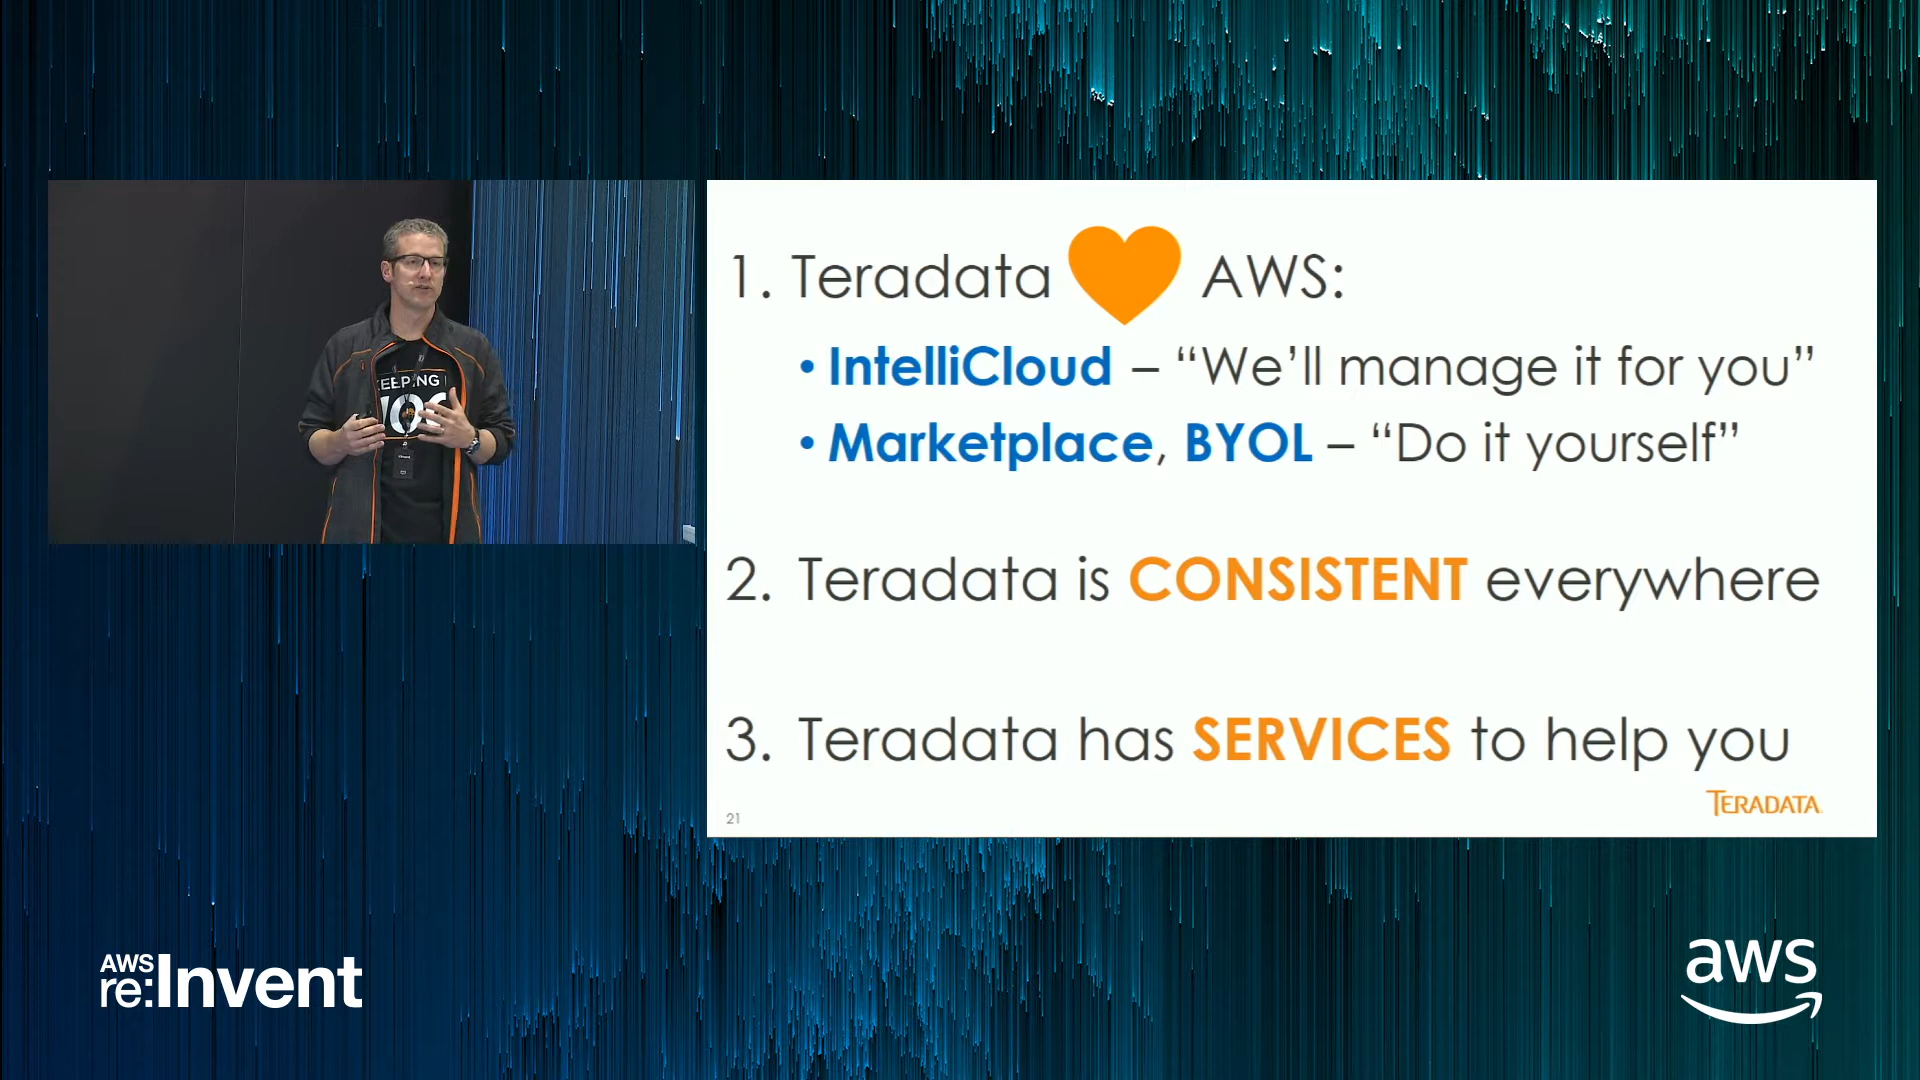 1. Teradata AWS:
• IntelliCloud – “We’ll manage it for you”
• Marketplace, BYOL – “Do it yourself”
2. Teradata is CONSISTENT everywhere
3. Teradata has SERVICES to help you
TERADATA
21
AWS
re:Invent
aws